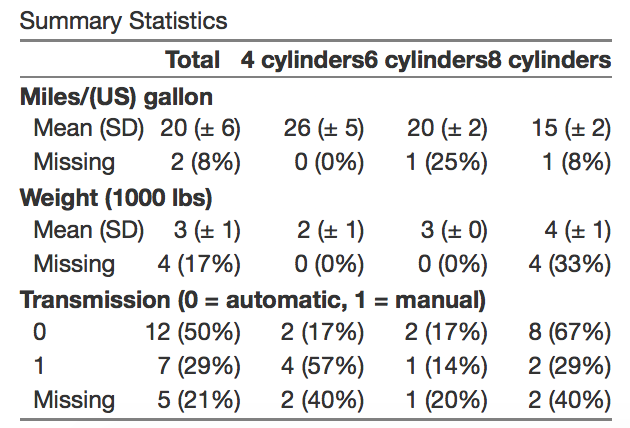 Summary Statistics
Total 4 cylinders6 cylinders8 cylinders
Miles/(US) gallon
Mean (SD) 20 (± 6) 26 (± 5) 20 (± 2) 15 (± 2)
Missing 2 (8%) 0 (0%) 1 (25%) 1 (8%)
Weight (1000 lbs)
Mean (SD) 3 (± 1) 2 (± 1) 3 (± 0) 4 (± 1)
Missing 4 (17%) 0 (0%) 0 (0%) 4 (33%)
Transmission (0 = automatic, 1 = manual)
0 12 (50%) 2 (17%) 2 (17%) 8 (67%)
1 7 (29%) 4 (57%) 1 (14%) 2 (29%)
Missing 5 (21%) 2 (40%) 1 (20%) 2 (40%)